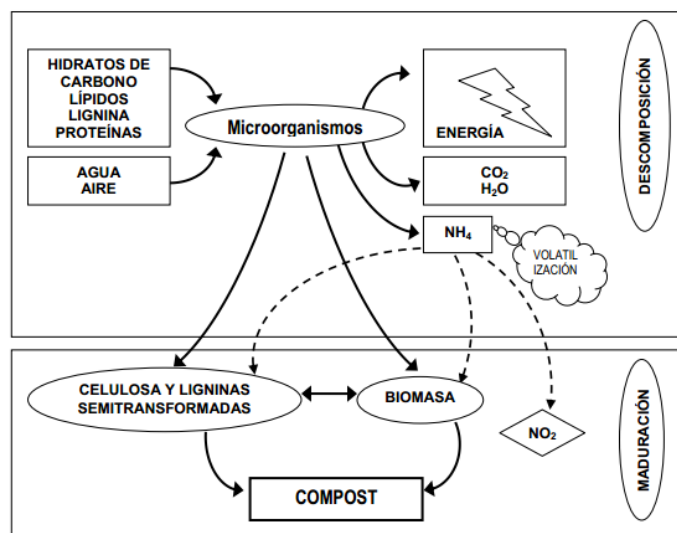 HIDRATOS DE
CARBONO
LÍPIDOS
LIGNINA
PROTEÍNAS
AGUA
AIRE
Microorganismos
ENERGÍA
CO₂
H₂O
NH₄
VOLATIL
IZACIÓN
DESCOMPOSICIÓN
CELULOSA Y LIGNINAS
SEMITRANSFORMADAS
BIOMASA
NO₂
COMPOST
MADURACIÓN